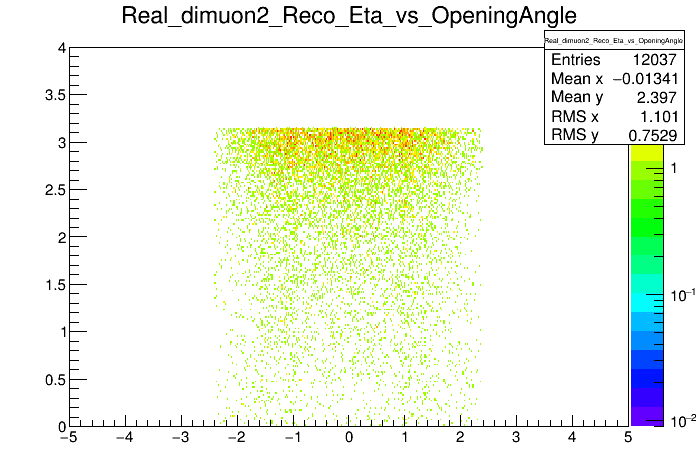 Real_dimuon2_Reco_Eta_vs_OpeningAngle
Real_dimuon2_Reco_Eta_vs_OpeningAngle
Entries 12037
Mean x −0.01341
Mean y 2.397
RMS x 1.101
RMS y 0.7529
4
3.5
3
2.5
2
1.5
1
0.5
0
−5 −4 −3 −2 −1 0 1 2 3 4 5
1
10⁻¹
10⁻²